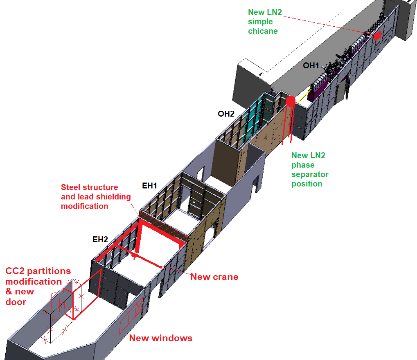 New LN2
simple
chicane
OH1
OH2
New LN2
phase
separator
position
EH1
Steel structure
and lead shielding
modification
EH2
New crane
CC2 partitions
modification
& new
door
New windows